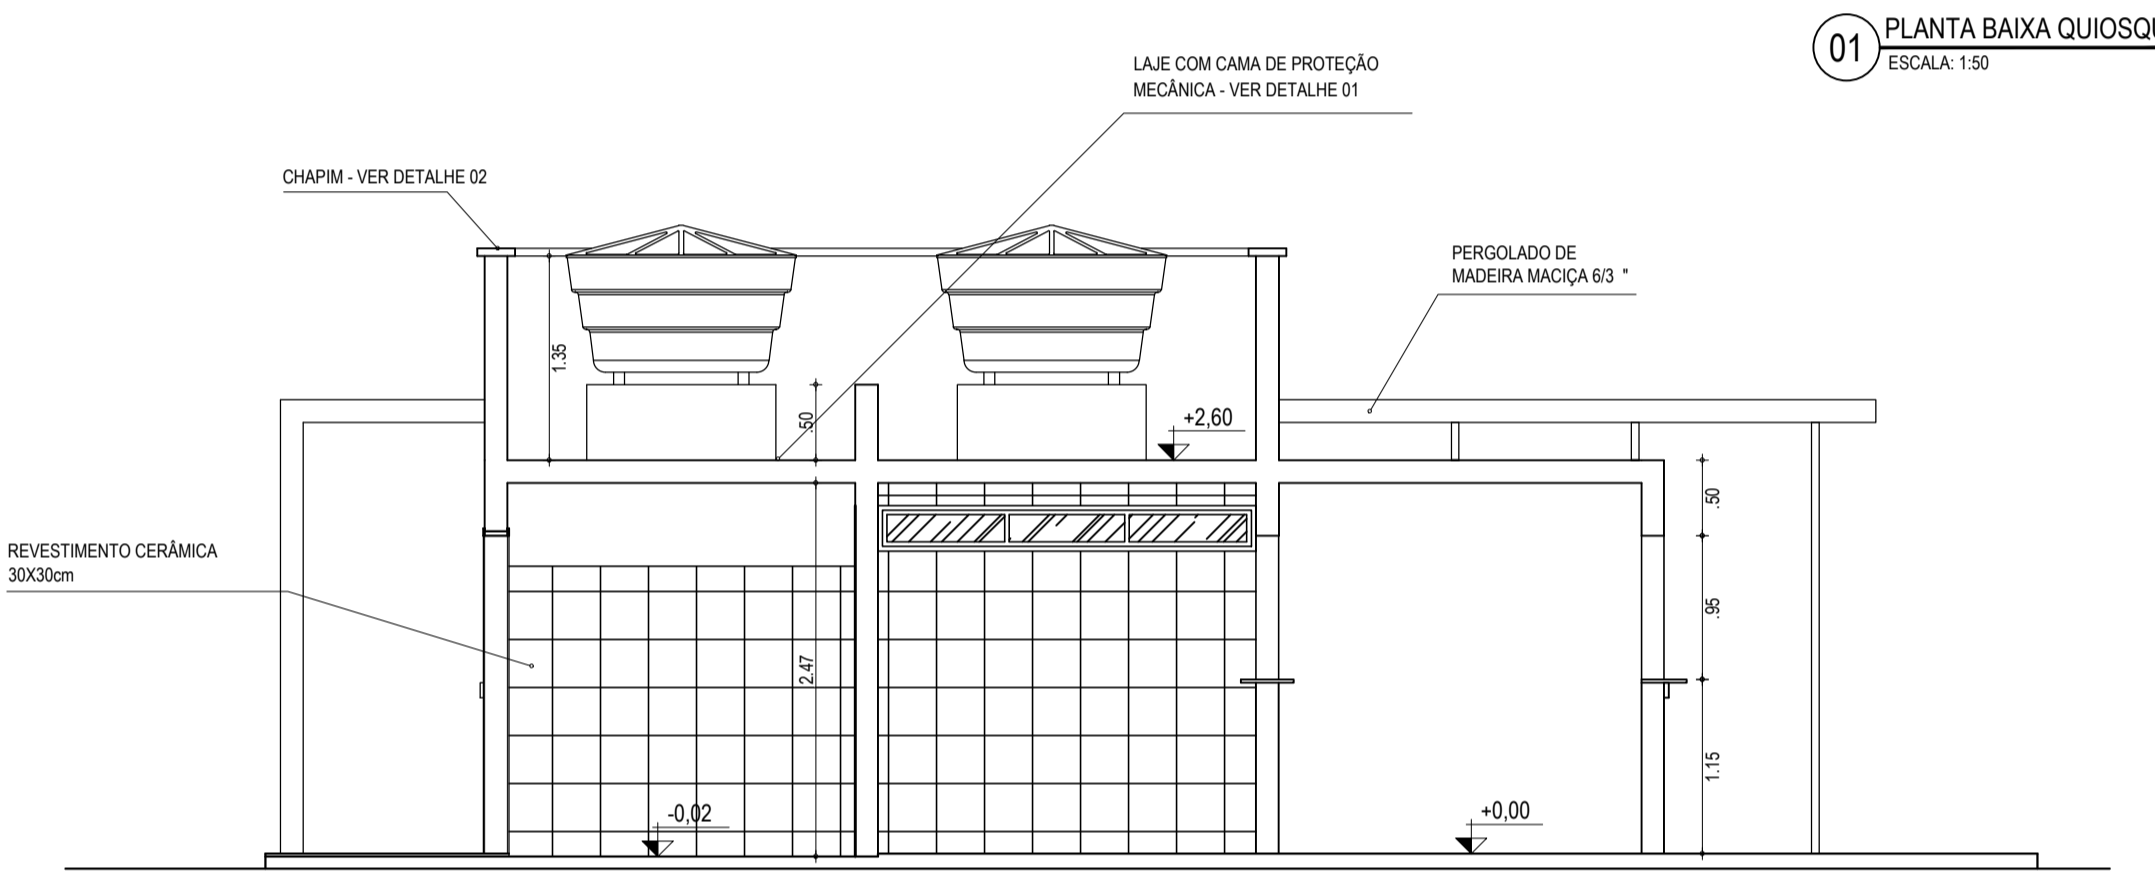 01
PLANTA BAIXA QUIOSQU
ESCALA: 1:50
LAJE COM CAMA DE PROTEÇÃO
MECÂNICA - VER DETALHE 01
CHAPIM - VER DETALHE 02
PERGOLADO DE
MADEIRA MACIÇA 6/3 "
1.35
.50
+2,60
.50
REVESTIMENTO CERÂMICA
30X30cm
.95
2.47
1.15
-0,02
+0,00